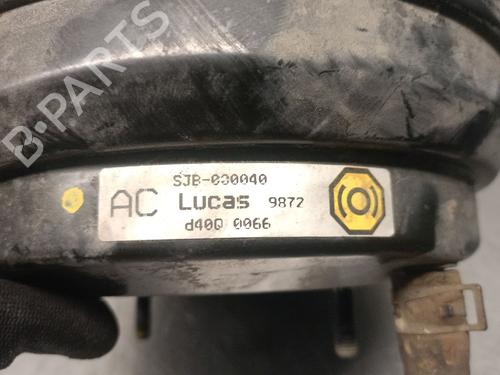 B-PARTS
SJB-030040
AC Lucas 9872
d40Q 0066